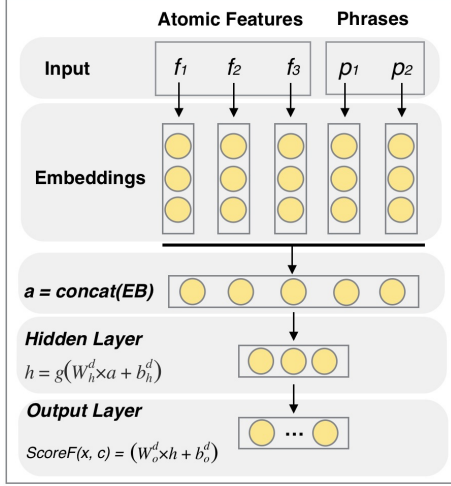 Atomic Features Phrases
Input f1 f2 f3 p1 p2
Embeddings
a = concat(EB)
Hidden Layer
h = g(W_h^d×a + b_h^d)
Output Layer
...
ScoreF(x, c) = (W_o^d×h + b_o^d)